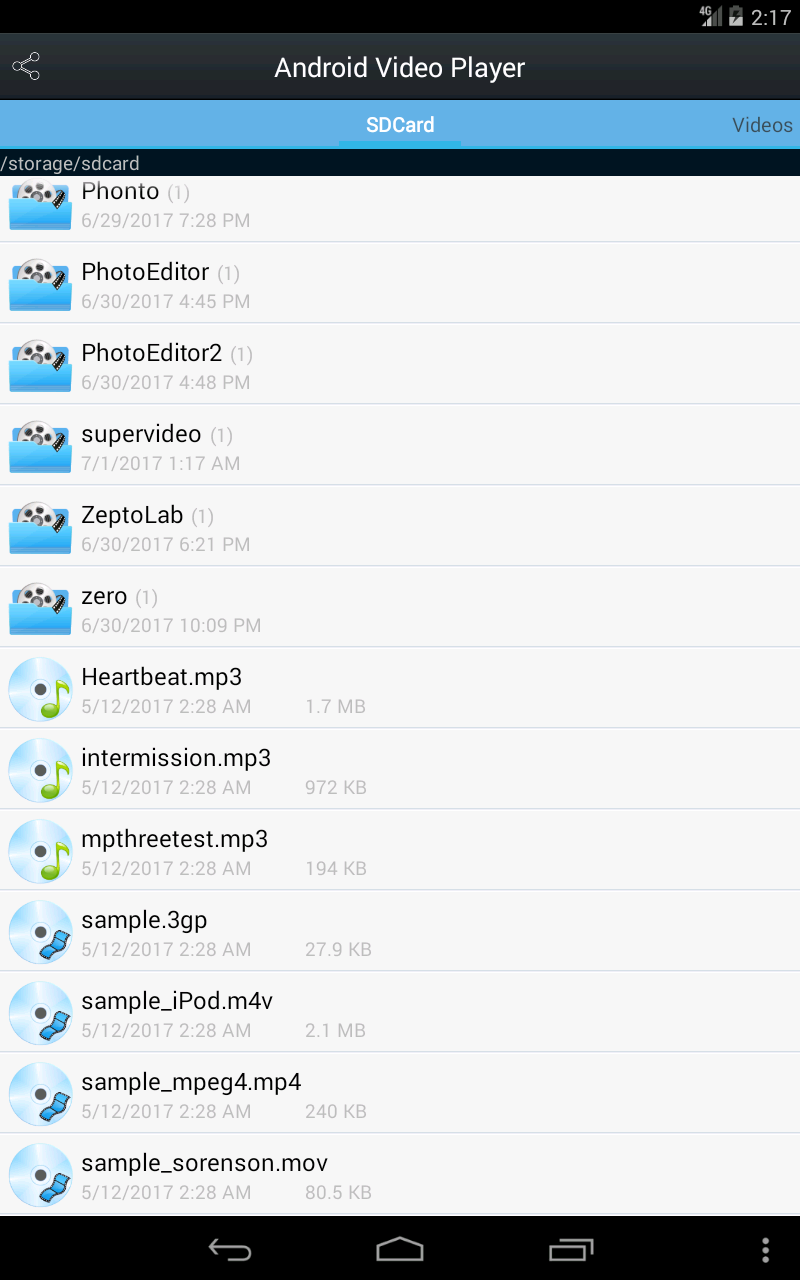 4G 2:17
Android Video Player
SDCard Videos
/storage/sdcard
Phonto (1)
6/29/2017 7:28 PM
PhotoEditor (1)
6/30/2017 4:45 PM
PhotoEditor2 (1)
6/30/2017 4:48 PM
supervideo (1)
7/1/2017 1:17 AM
ZeptoLab (1)
6/30/2017 6:21 PM
zero (1)
6/30/2017 10:09 PM
Heartbeat.mp3
5/12/2017 2:28 AM 1.7 MB
intermission.mp3
5/12/2017 2:28 AM 972 KB
mpthreetest.mp3
5/12/2017 2:28 AM 194 KB
sample.3gp
5/12/2017 2:28 AM 27.9 KB
sample_iPod.m4v
5/12/2017 2:28 AM 2.1 MB
sample_mpeg4.mp4
5/12/2017 2:28 AM 240 KB
sample_sorenson.mov
5/12/2017 2:28 AM 80.5 KB